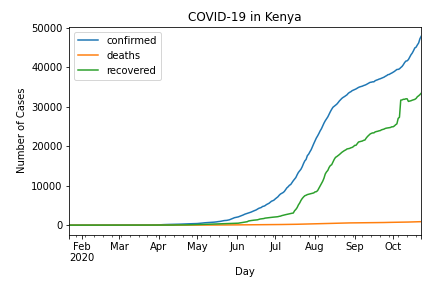 COVID-19 in Kenya
50000
40000
30000
20000
10000
0
Number of Cases
confirmed
deaths
recovered
Feb Mar Apr May Jun Jul Aug Sep Oct
2020
Day